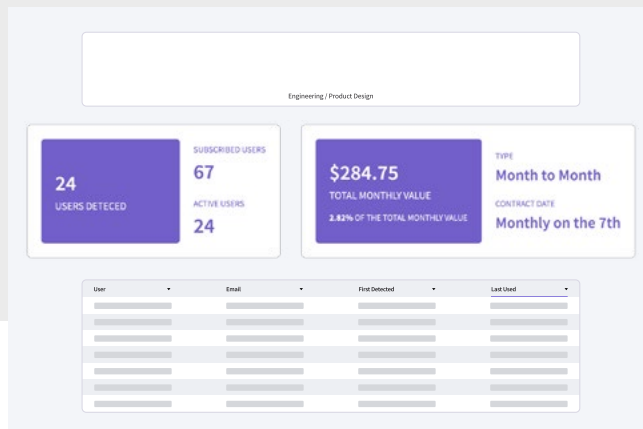 Engineering / Product Design
24
USERS DETECED
SUBSCRIBED USERS
67
ACTIVE USERS
24
$284.75
TOTAL MONTHLY VALUE
2.82% OF THE TOTAL MONTHLY VALUE
TYPE
Month to Month
CONTRACT DATE
Monthly on the 7th
User Email First Detected Last Used